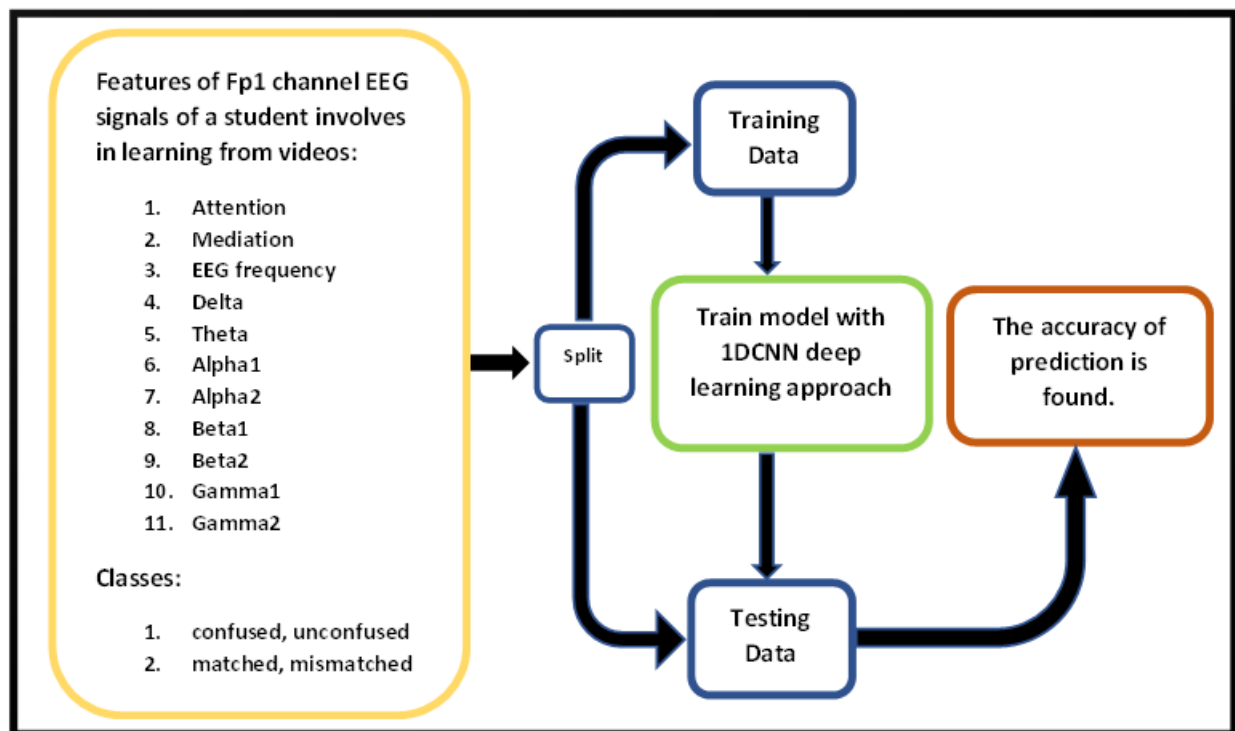 Features of Fp1 channel EEG
signals of a student involves
in learning from videos:
1. Attention
2. Mediation
3. EEG frequency
4. Delta
5. Theta
6. Alpha1
7. Alpha2
8. Beta1
9. Beta2
10. Gamma1
11. Gamma2
Classes:
1. confused, unconfused
2. matched, mismatched
Split
Training
Data
Train model with
1DCNN deep
learning approach
Testing
Data
The accuracy of
prediction is
found.